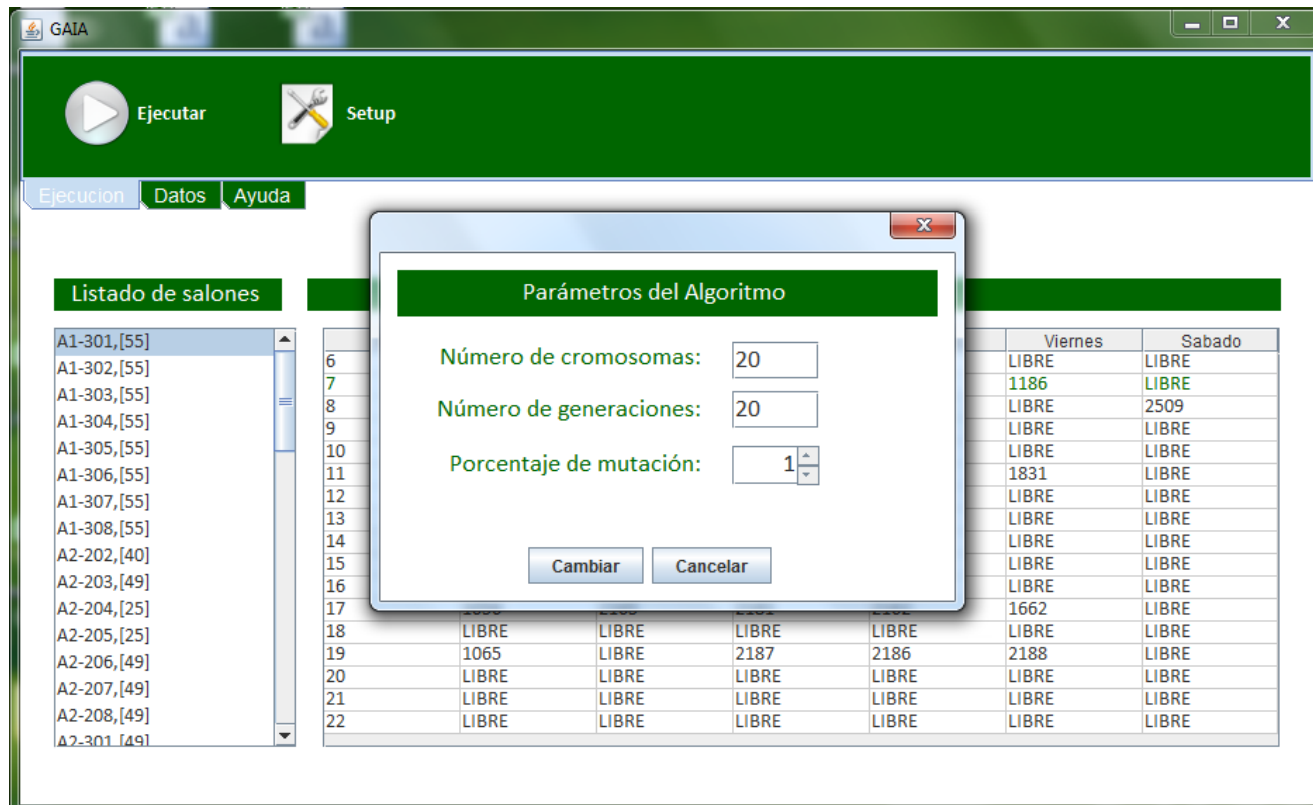 GAIA
Ejecutar Setup
Ejecucion Datos Ayuda
Parámetros del Algoritmo
Número de cromosomas: 20
Número de generaciones: 20
Porcentaje de mutación: 1
Cambiar Cancelar
Listado de salones
A1-301,[55]
A1-302,[55]
A1-303,[55]
A1-304,[55]
A1-305,[55]
A1-306,[55]
A1-307,[55]
A1-308,[55]
A2-202,[40]
A2-203,[49]
A2-204,[25]
A2-205,[25]
A2-206,[49]
A2-207,[49]
A2-208,[49]
A2-301,[49]
Viernes Sabado
6 LIBRE LIBRE
7 1186 LIBRE
8 LIBRE 2509
9 LIBRE LIBRE
10 LIBRE LIBRE
11 1831 LIBRE
12 LIBRE LIBRE
13 LIBRE LIBRE
14 LIBRE LIBRE
15 LIBRE LIBRE
16 LIBRE LIBRE
17 1662 LIBRE
18 LIBRE LIBRE LIBRE LIBRE LIBRE LIBRE
19 1065 LIBRE 2187 2186 2188 LIBRE
20 LIBRE LIBRE LIBRE LIBRE LIBRE LIBRE
21 LIBRE LIBRE LIBRE LIBRE LIBRE LIBRE
22 LIBRE LIBRE LIBRE LIBRE LIBRE LIBRE